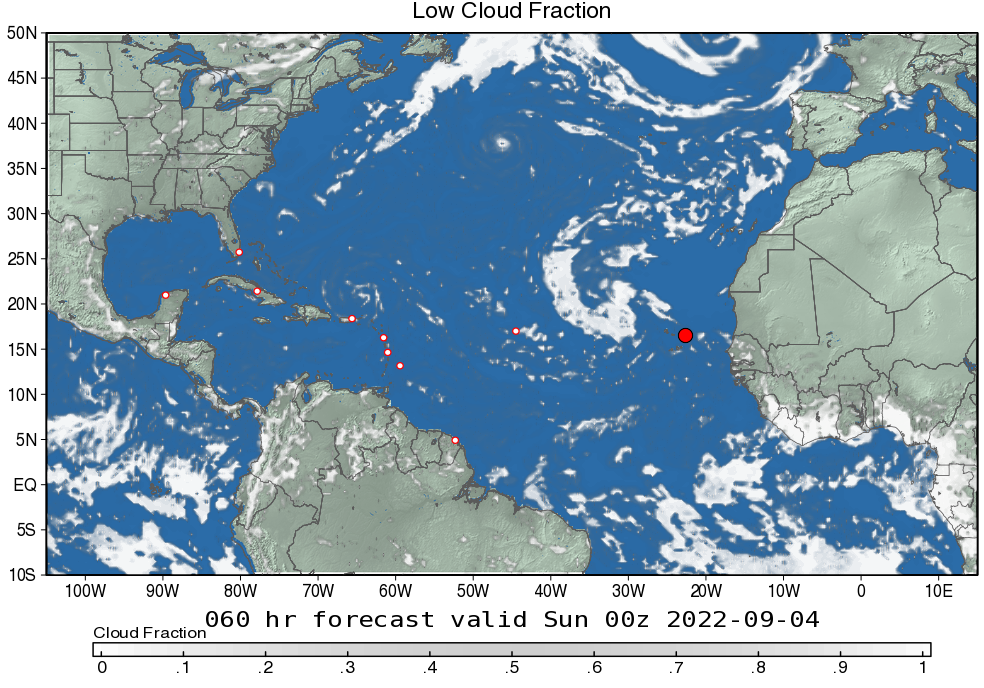 Low Cloud Fraction
50N
45N
40N
35N
30N
25N
20N
15N
10N
5N
EQ
5S
10S
100W 90W 80W 70W 60W 50W 40W 30W 20W 10W 0 10E
060 hr forecast valid Sun 00z 2022-09-04
Cloud Fraction
0 .1 .2 .3 .4 .5 .6 .7 .8 .9 1